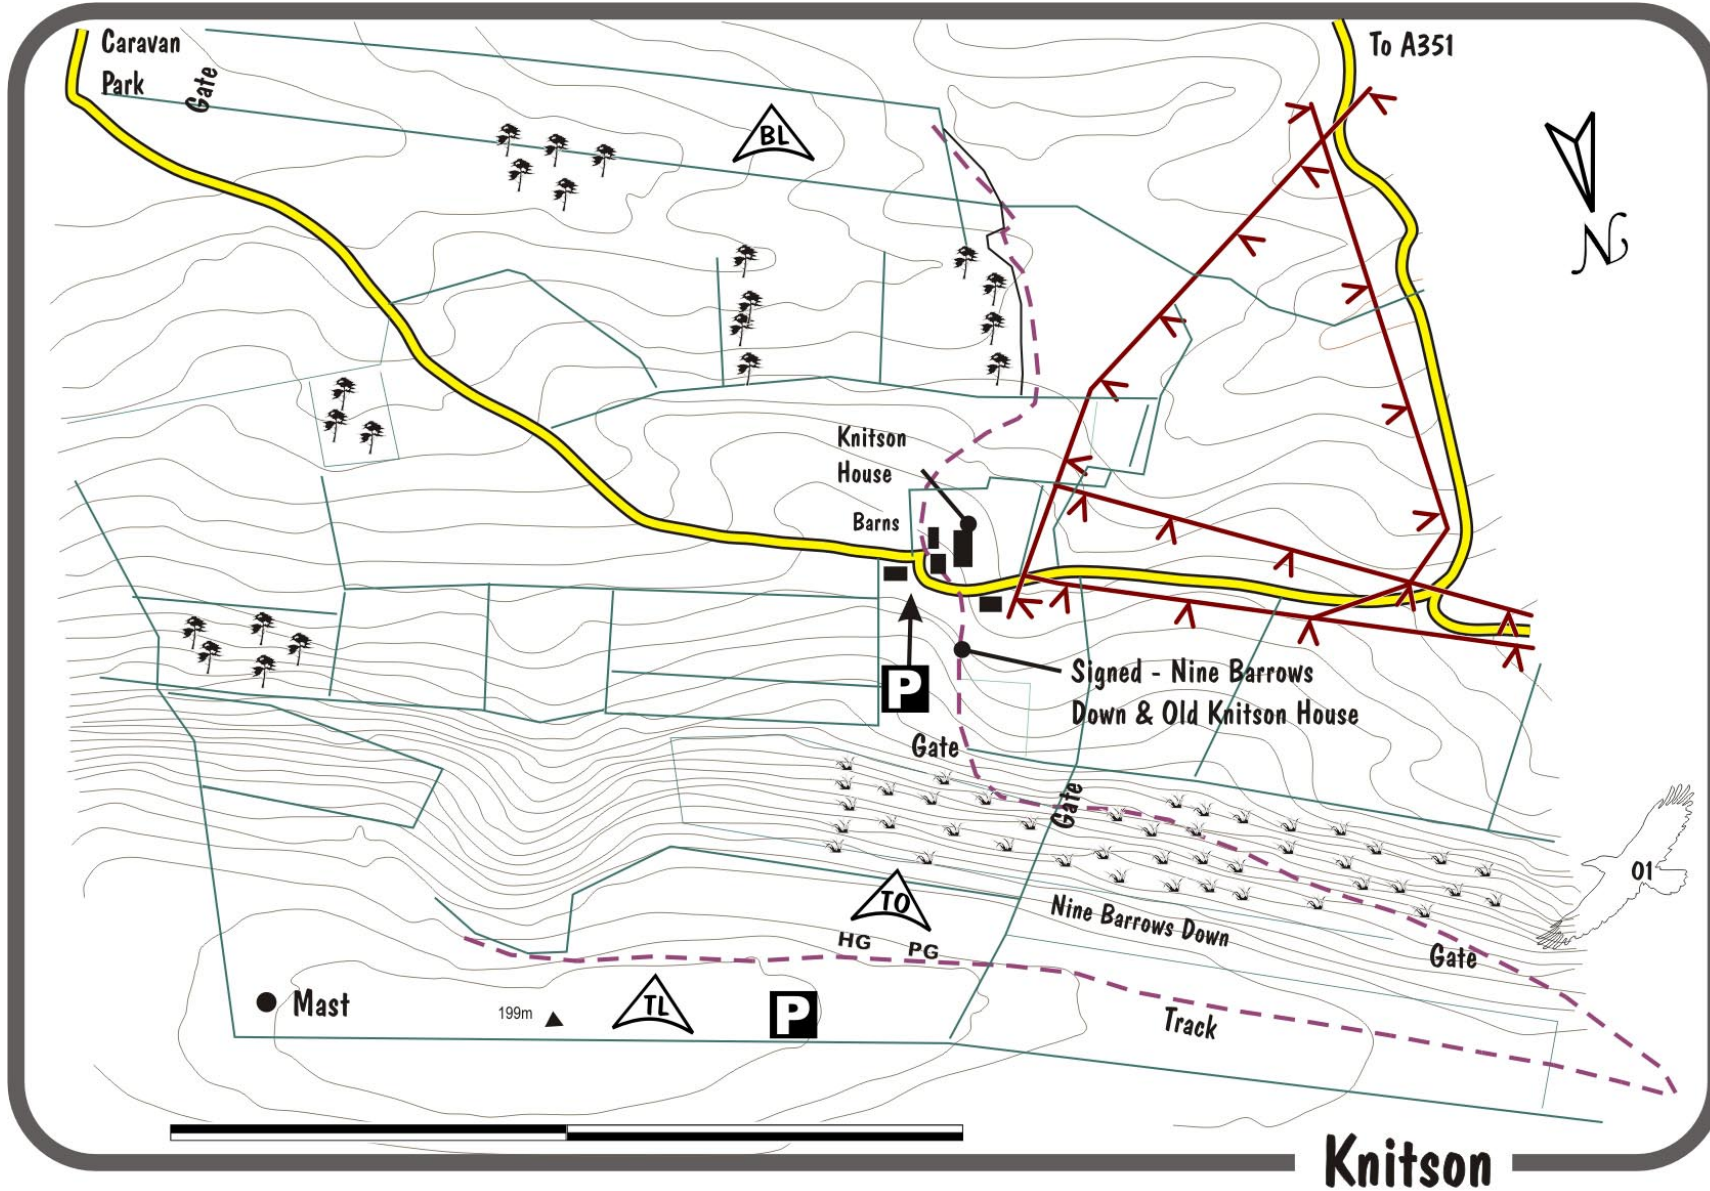 Caravan
Park
Gate
To A351
BL
N
Knitson
House
Barns
P
Signed - Nine Barrows
Down & Old Knitson House
Gate
Gate
01
TO
HG PG
Nine Barrows Down
Gate
Mast
199m
TL
P
Track
Knitson